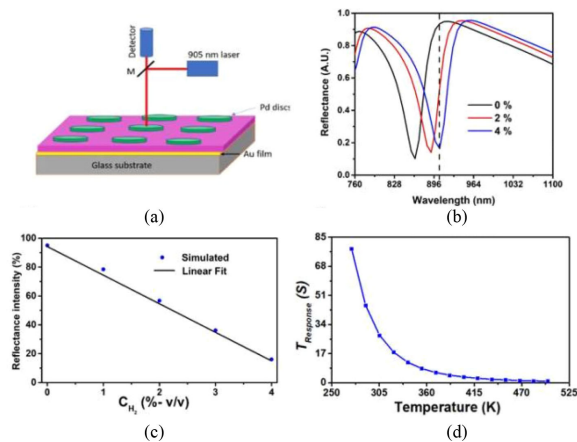 Detector
905 nm laser
M
Pd discs
Au film
Glass substrate
(a)
Reflectance (A.U.)
1.0
0.8
0.6
0.4
0.2
0.0
0 %
2 %
4 %
760 828 896 964 1032 1100
Wavelength (nm)
(b)
Reflectance intensity (%)
100
80
60
40
20
0
Simulated
Linear Fit
0 1 2 3 4
C_H₂ (%- v/v)
(c)
T_Response (S)
85
68
51
34
17
0
250 305 360 415 470 525
Temperature (K)
(d)